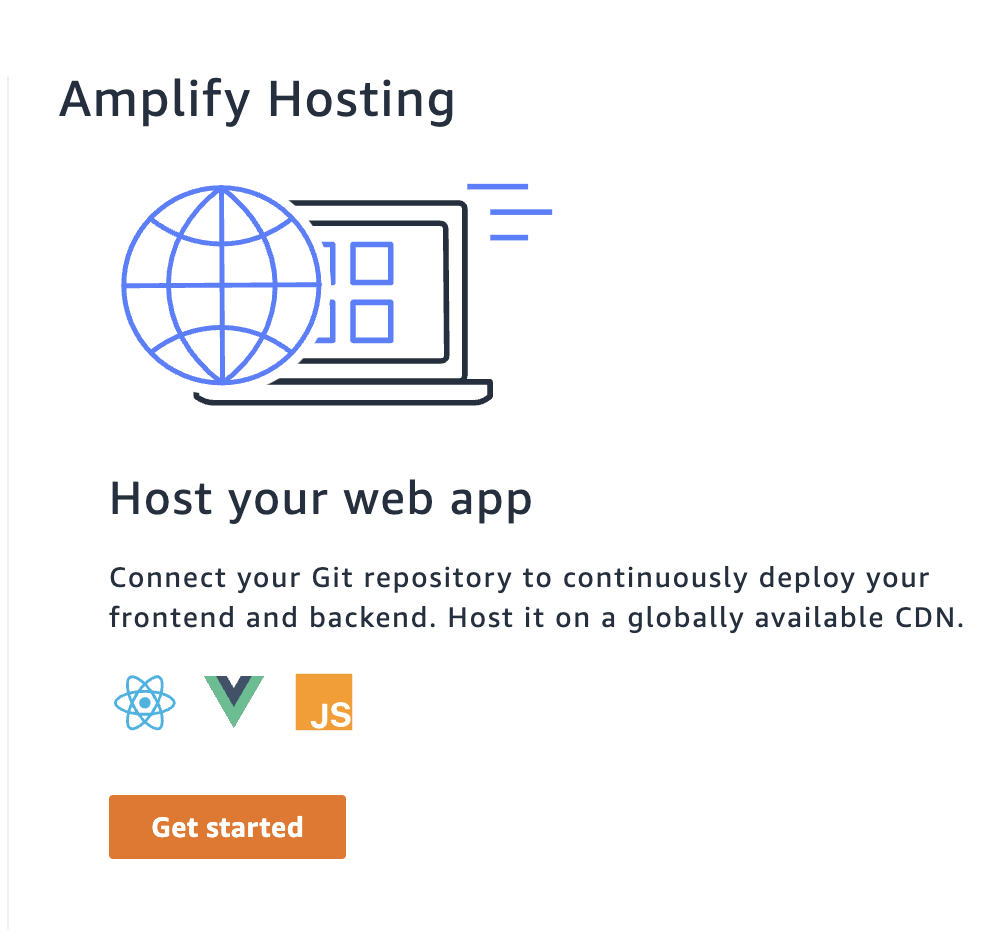 Amplify Hosting
Host your web app
Connect your Git repository to continuously deploy your
frontend and backend. Host it on a globally available CDN.
JS
Get started